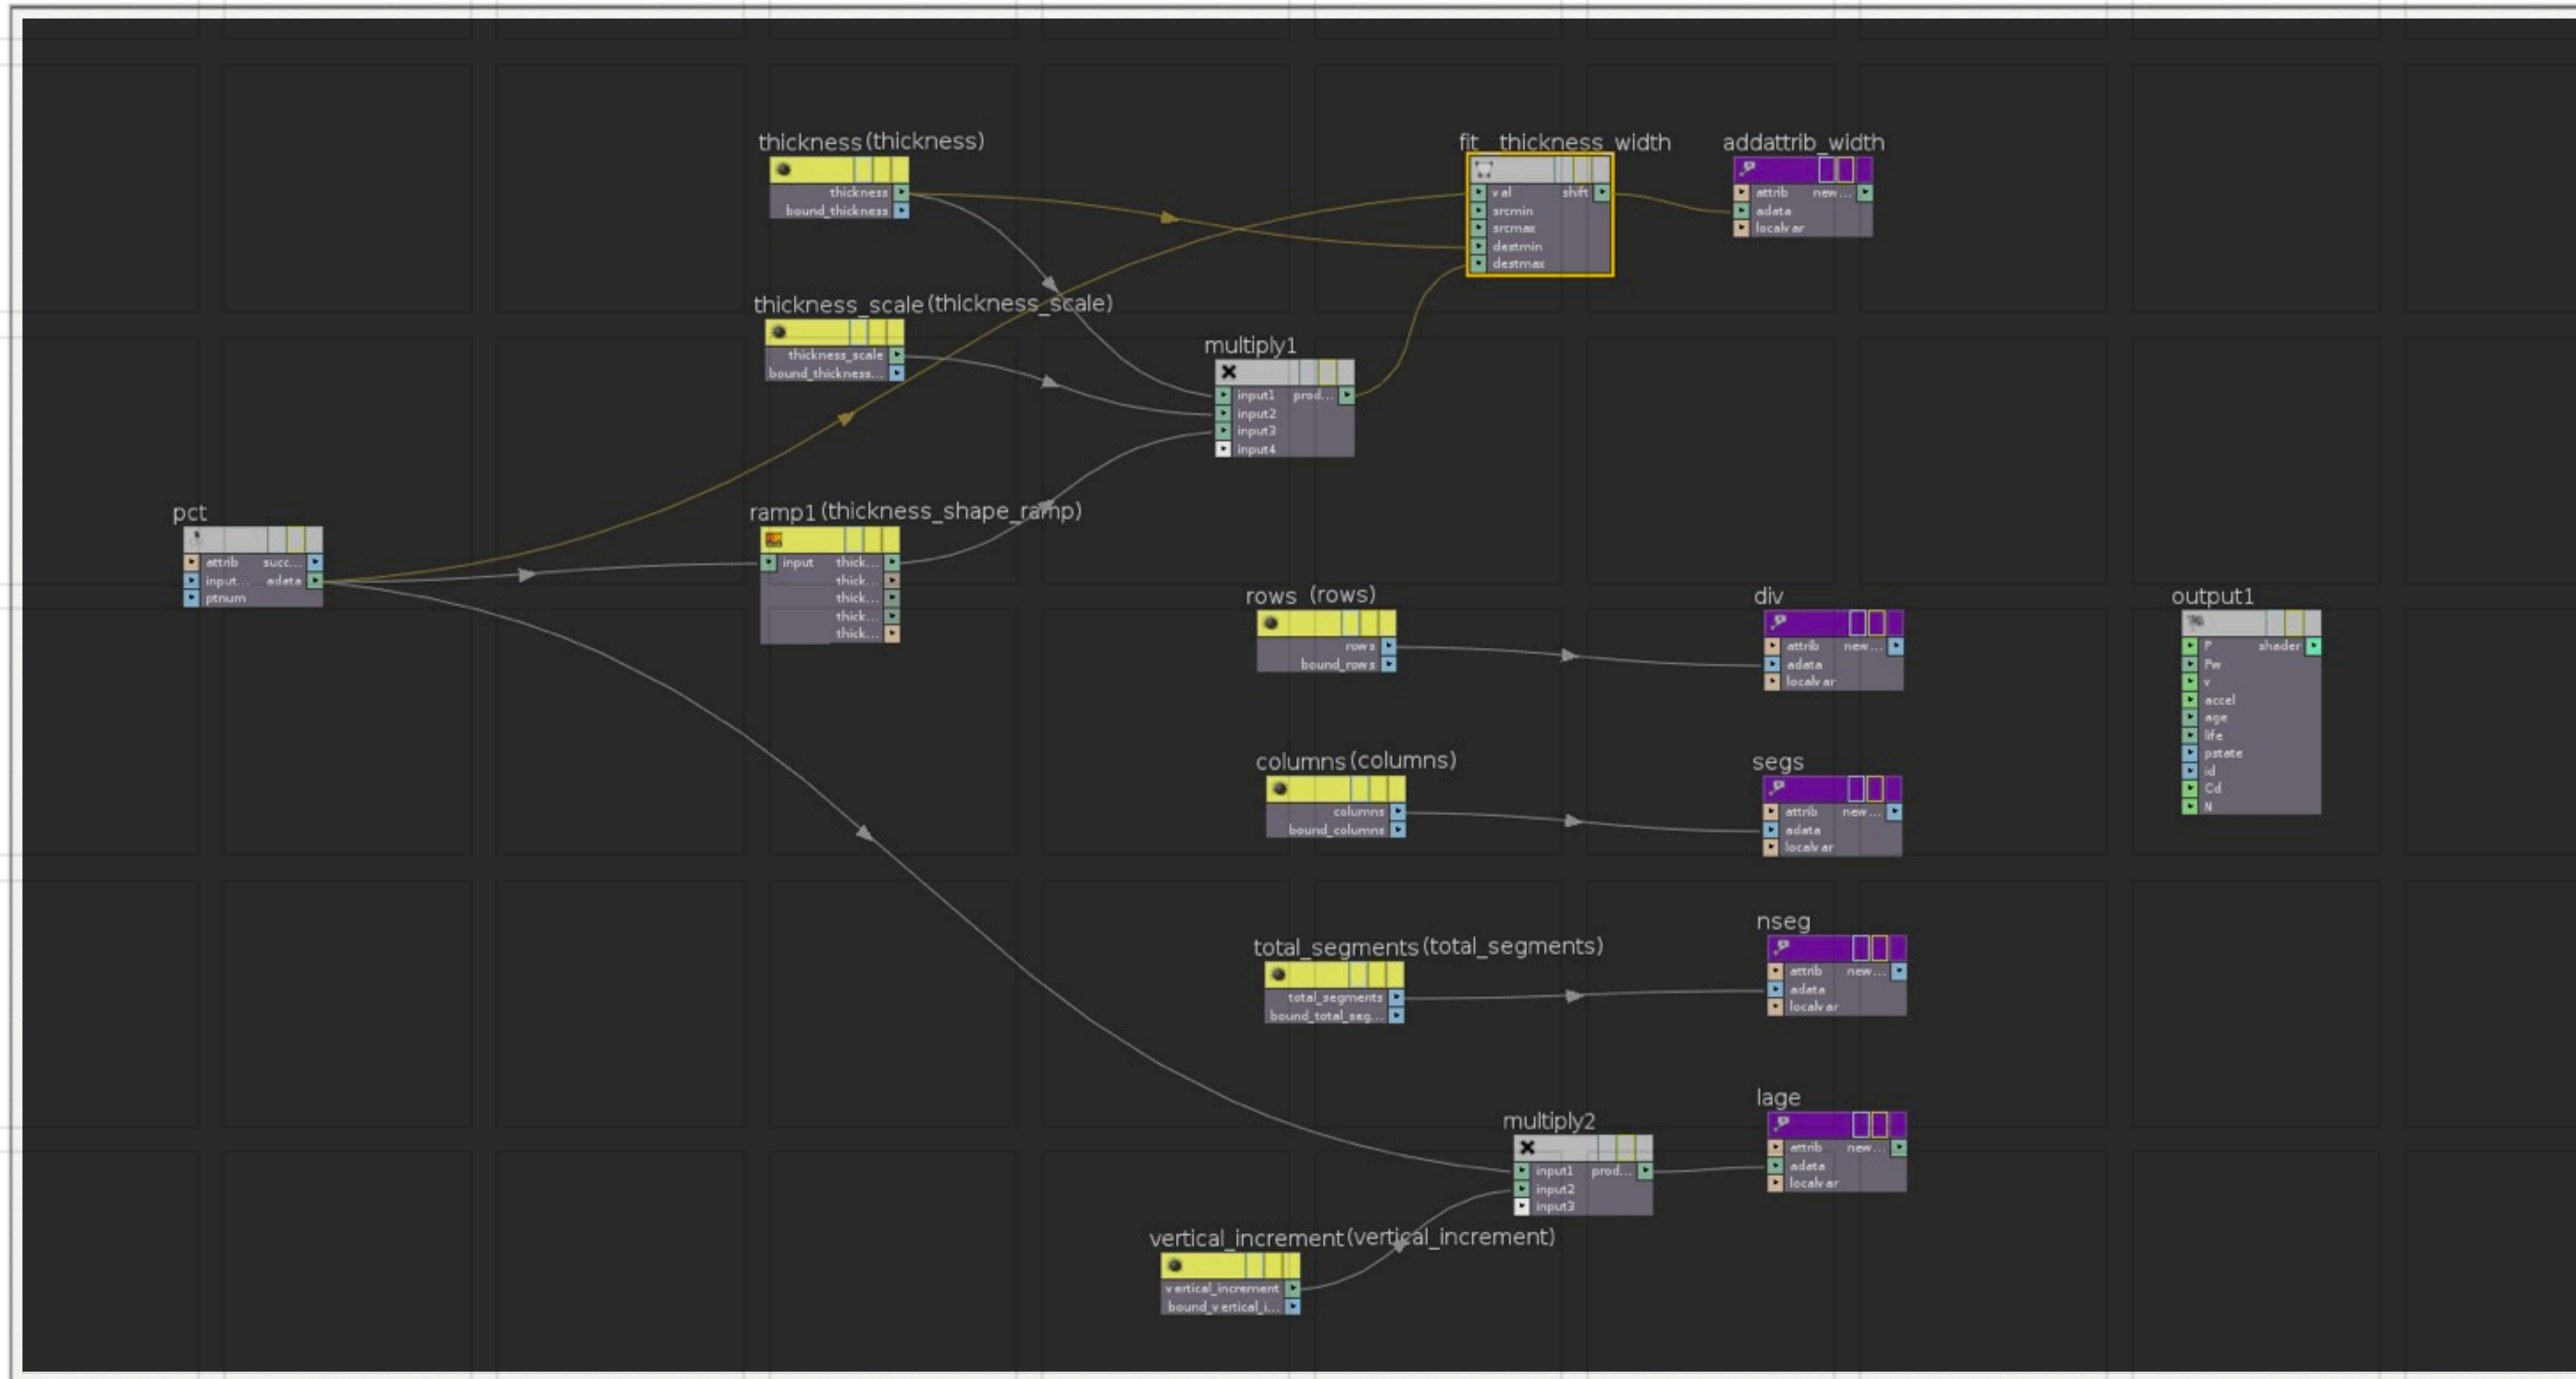 thickness (thickness)
thickness
bound_thickness
fit_thickness_width
val shift
srcmin
srcmax
destmin
destmax
addattrib_width
attrib new...
adata
localvar
thickness_scale (thickness_scale)
thickness_scale
bound_thickness...
multiply1
input1 prod...
input2
input3
input4
pct
attrib succ...
input... adata
ptnum
ramp1 (thickness_shape_ramp)
input thick...
thick...
thick...
thick...
thick...
rows (rows)
rows
bound_rows
div
attrib new...
adata
localvar
output1
P shader
Pw
v
accel
age
life
pstate
id
Cd
N
columns (columns)
columns
bound_columns
segs
attrib new...
adata
localvar
total_segments (total_segments)
total_segments
bound_total_seg...
nseg
attrib new...
adata
localvar
multiply2
input1 prod...
input2
input3
lage
attrib new...
adata
localvar
vertical_increment (vertical_increment)
vertical_increment
bound_vertical_i...